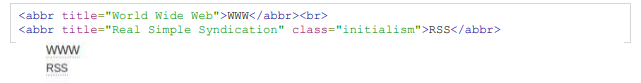 <abbr title="World Wide Web">WWW</abbr><br>
<abbr title="Real Simple Syndication" class="initialism">RSS</abbr>
WWW
RSS